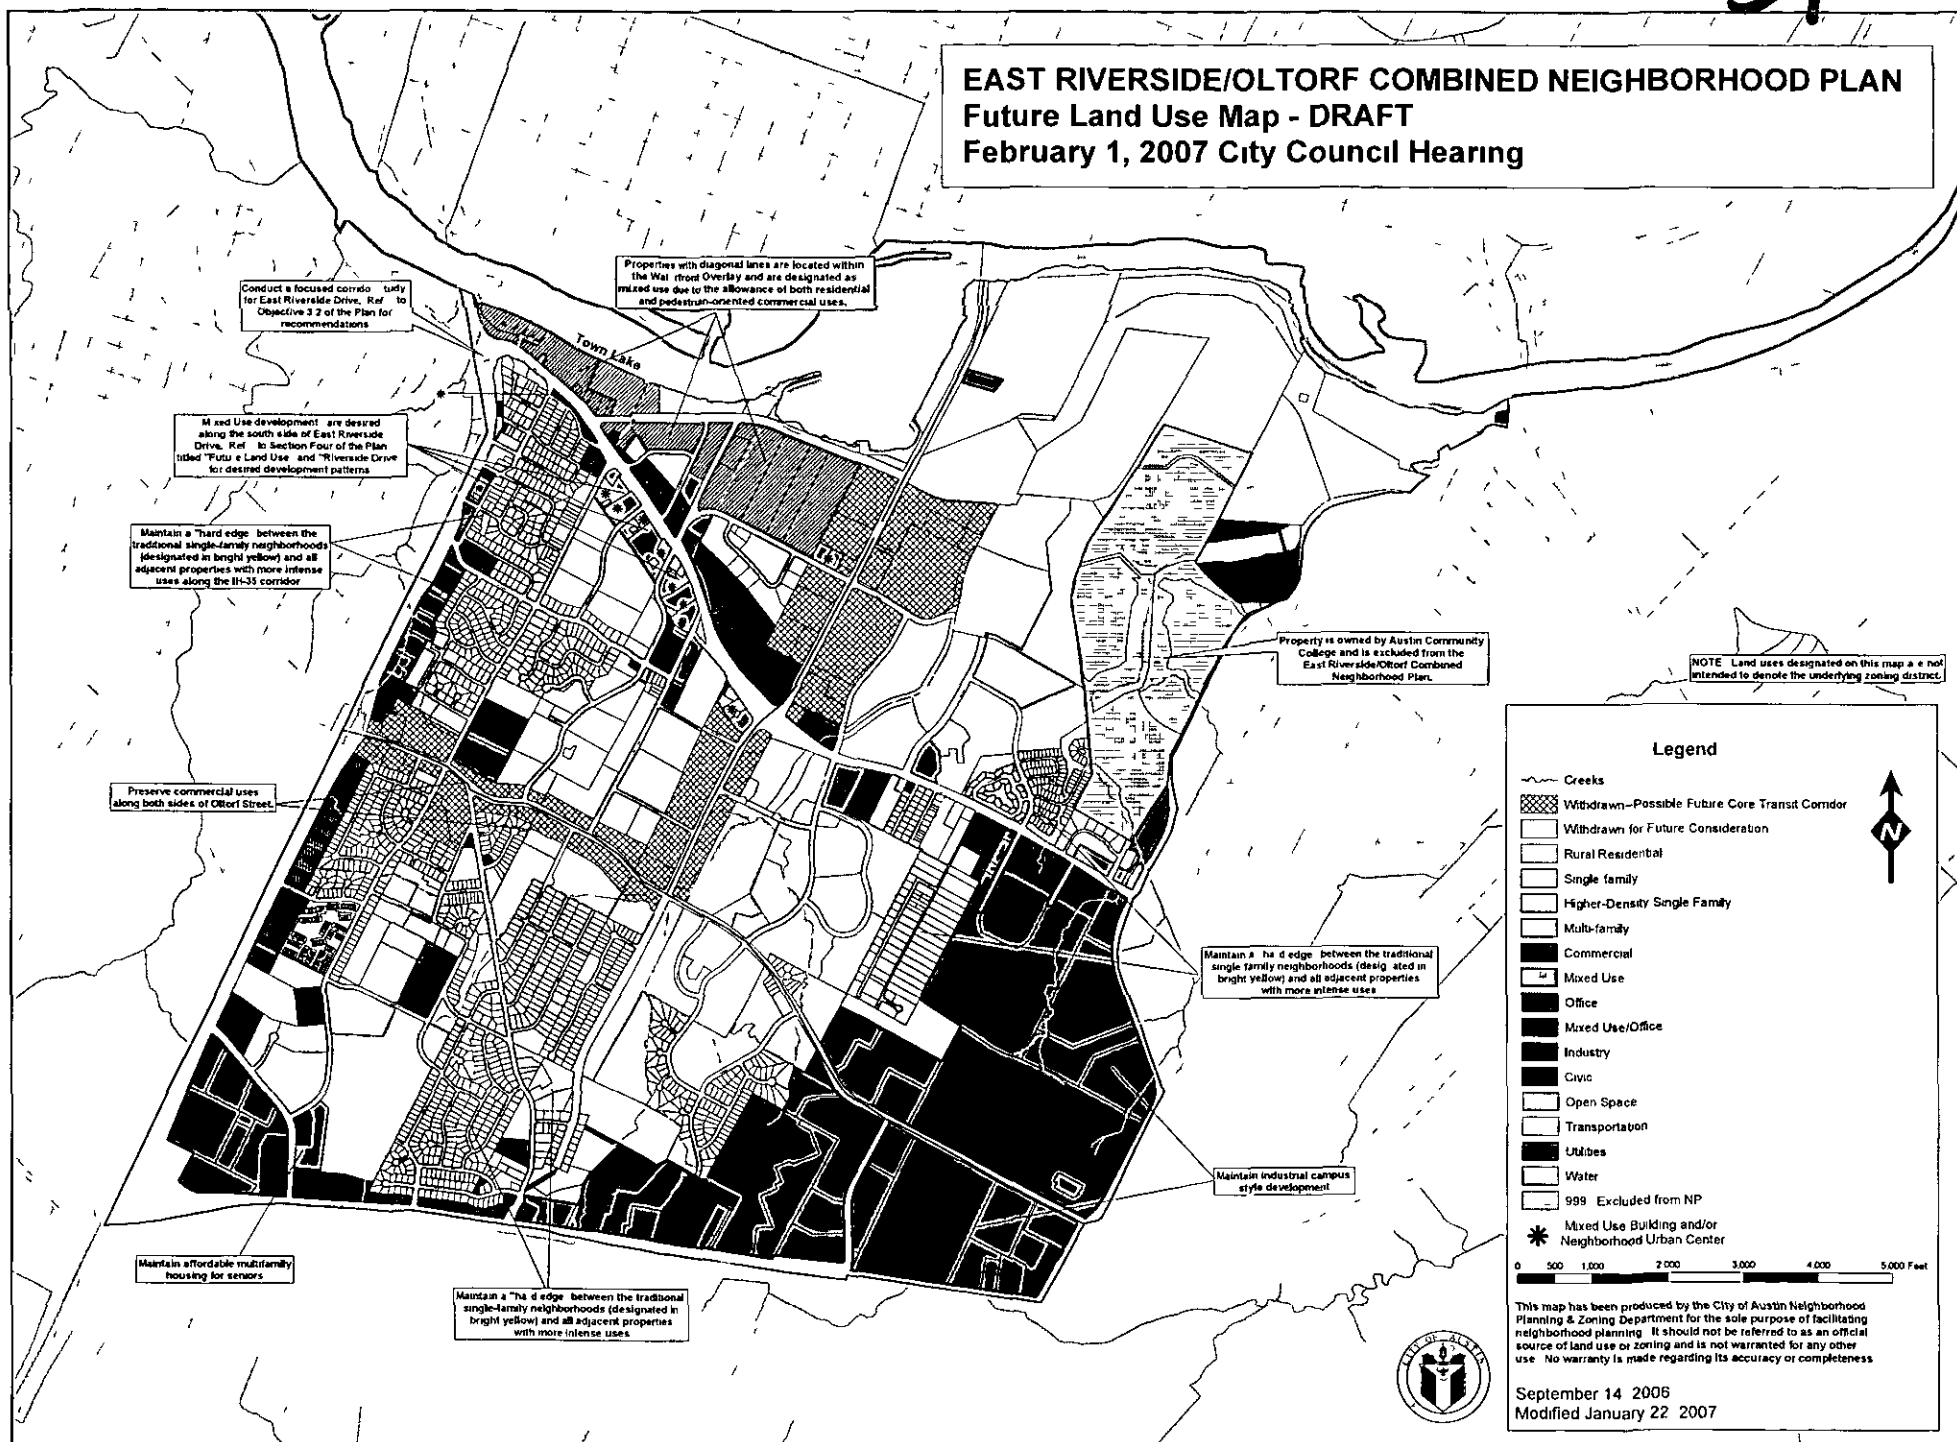 EAST RIVERSIDE/OLTORF COMBINED NEIGHBORHOOD PLAN
Future Land Use Map - DRAFT
February 1, 2007 City Council Hearing
Properties with diagonal lines are located within
the Wat rfront Overlay and are designated as
mixed use due to the allowance of both residential
and pedestrian-oriented commercial uses.
Conduct a focused corrido tudy
for East Riverside Drive, Ref to
Objective 3 2 of the Plan for
recommendations
Town Lake
M xed Use development are desired
along the south side of East Riverside
Drive, Ref to Section Four of the Plan
titled "Futu e Land Use and "Riverside Drive
for desired development patterns
Maintain a "hard edge between the
traditional single-family neighborhoods
(designated in bright yellow) and all
adjacent properties with more intense
uses along the IH-35 corridor
Property is owned by Austin Community
College and is excluded from the
East Riverside/Oltorf Combined
Neighborhood Plan.
NOTE Land uses designated on this map a e not
intended to denote the underlying zoning district.
Preserve commercial uses
along both sides of Oltorf Street.
Maintain a ha d edge between the traditional
single family neighborhoods (desig ated in
bright yellow) and all adjacent properties
with more intense uses
Maintain industrial campus
style development
Maintain affordable multifamily
housing for seniors
Maintain a "ha d edge between the traditional
single-family neighborhoods (designated in
bright yellow) and all adjacent properties
with more intense uses
Legend
Creeks
Withdrawn-Possible Future Core Transit Corridor
Withdrawn for Future Consideration
Rural Residential
Single family
Higher-Density Single Family
Multi-family
Commercial
Mixed Use
Office
Mixed Use/Office
Industry
Civic
Open Space
Transportation
Utilities
Water
999 Excluded from NP
Mixed Use Building and/or
Neighborhood Urban Center
N
0 500 1,000 2 000 3,000 4,000 5,000 Feet
This map has been produced by the City of Austin Neighborhood
Planning & Zoning Department for the sole purpose of facilitating
neighborhood planning It should not be referred to as an official
source of land use or zoning and is not warranted for any other
use No warranty is made regarding its accuracy or completeness
September 14 2006
Modified January 22 2007
CITY OF AUSTIN